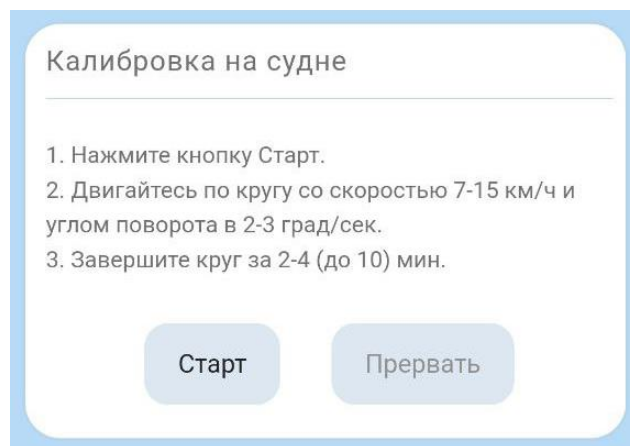 Калибровка на судне
1. Нажмите кнопку Старт.
2. Двигайтесь по кругу со скоростью 7-15 км/ч и
углом поворота в 2-3 град/сек.
3. Завершите круг за 2-4 (до 10) мин.
Старт
Прервать